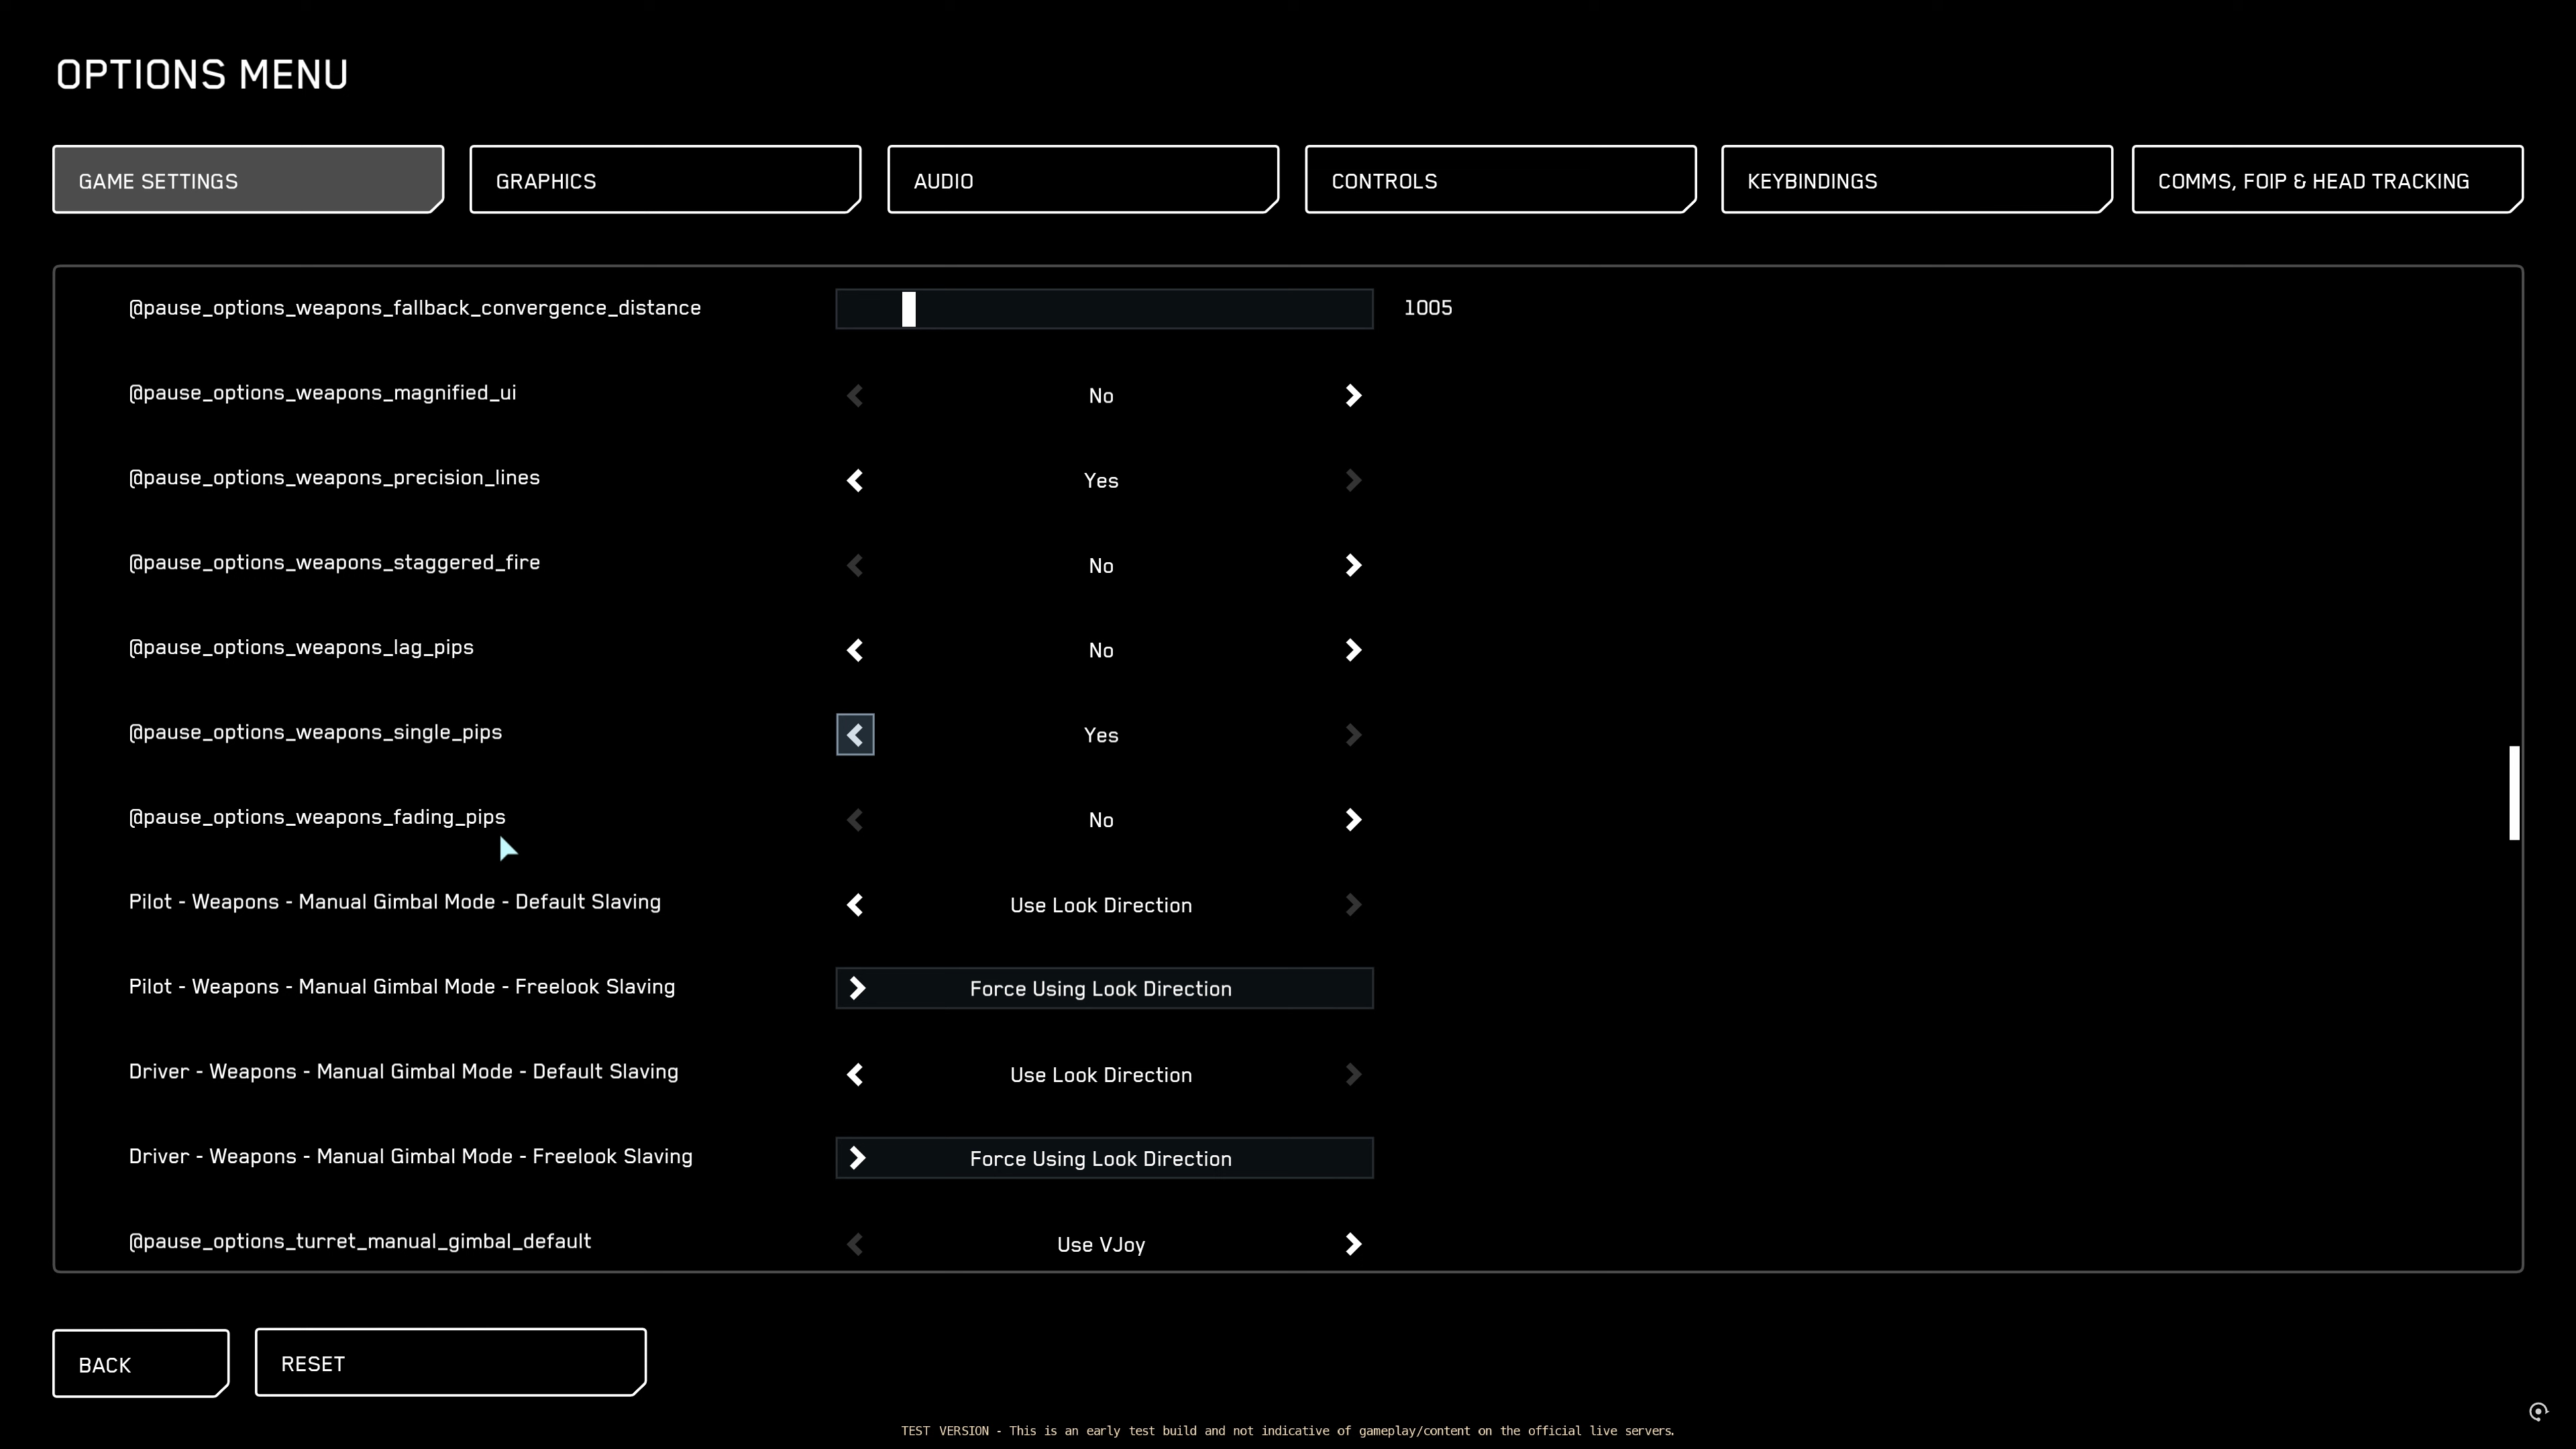 OPTIONS MENU
GAME SETTINGS
GRAPHICS
AUDIO
CONTROLS
KEYBINDINGS
COMMS, FOIP & HEAD TRACKING
@pause_options_weapons_fallback_convergence_distance 1005
@pause_options_weapons_magnified_ui No
@pause_options_weapons_precision_lines Yes
@pause_options_weapons_staggered_fire No
@pause_options_weapons_lag_pips No
@pause_options_weapons_single_pips Yes
@pause_options_weapons_fading_pips No
Pilot - Weapons - Manual Gimbal Mode - Default Slaving Use Look Direction
Pilot - Weapons - Manual Gimbal Mode - Freelook Slaving Force Using Look Direction
Driver - Weapons - Manual Gimbal Mode - Default Slaving Use Look Direction
Driver - Weapons - Manual Gimbal Mode - Freelook Slaving Force Using Look Direction
@pause_options_turret_manual_gimbal_default Use VJoy
BACK
RESET
TEST VERSION - This is an early test build and not indicative of gameplay/content on the official live servers.